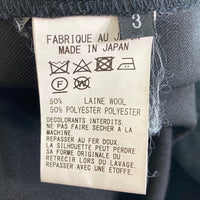 3
FABRIQUE AU JAPON
MADE IN JAPAN
50% LAINE WOOL
50% POLYESTER POLYESTER
DECOLORANTS INTERDITS.
NE PAS FAIRE SECHER A
LA MACHINE.
REPASSER AU FER DOUX.
LA SILHOUETTE PEUT PERDRE
SA FORME ORIGINALE OU
RETRECIR LORS DU LAVAGE.
REPASSER AVEC UNE ETOFFE.